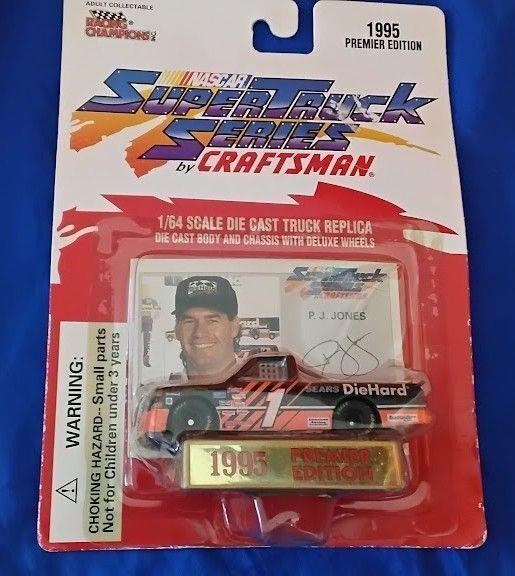 ADULT COLLECTABLE
RACING
CHAMPIONS
1995
PREMIER EDITION
NASCAR
SUPERTRUCK
SERIES
by CRAFTSMAN®
1/64 SCALE DIE CAST TRUCK REPLICA
DIE CAST BODY AND CHASSIS WITH DELUXE WHEELS
SUPERTRUCK
SERIES
CRAFTSMAN
P. J. JONES
SEARS DieHard
1
1995 PREMIER
EDITION
WARNING:
CHOKING HAZARD--Small parts
Not for Children under 3 years